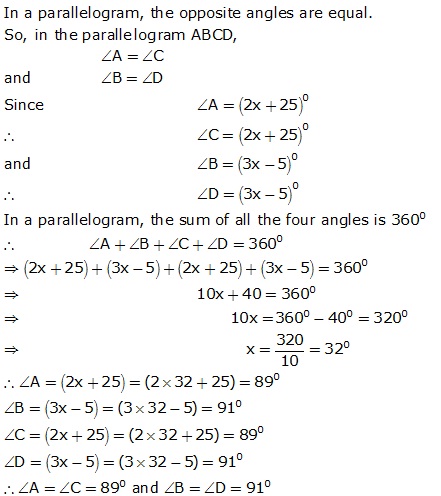 In a parallelogram, the opposite angles are equal.
So, in the parallelogram ABCD,
∠A = ∠C
and ∠B = ∠D
Since ∠A = (2x + 25)⁰
∴ ∠C = (2x + 25)⁰
and ∠B = (3x − 5)⁰
∴ ∠D = (3x − 5)⁰
In a parallelogram, the sum of all the four angles is 360⁰
∴ ∠A + ∠B + ∠C + ∠D = 360⁰
⇒ (2x + 25) + (3x − 5) + (2x + 25) + (3x − 5) = 360⁰
⇒ 10x + 40 = 360⁰
⇒ 10x = 360⁰ − 40⁰ = 320⁰
⇒ x = 320/10 = 32⁰
∴ ∠A = (2x + 25) = (2 × 32 + 25) = 89⁰
∠B = (3x − 5) = (3 × 32 − 5) = 91⁰
∠C = (2x + 25) = (2 × 32 + 25) = 89⁰
∠D = (3x − 5) = (3 × 32 − 5) = 91⁰
∴ ∠A = ∠C = 89⁰ and ∠B = ∠D = 91⁰